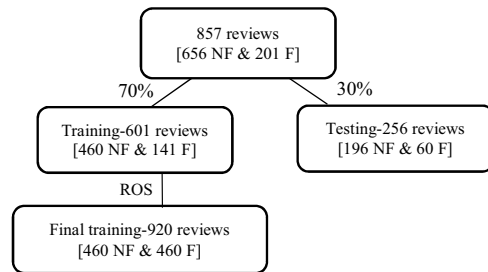 857 reviews
[656 NF & 201 F]
70%
30%
Training-601 reviews
[460 NF & 141 F]
Testing-256 reviews
[196 NF & 60 F]
ROS
Final training-920 reviews
[460 NF & 460 F]